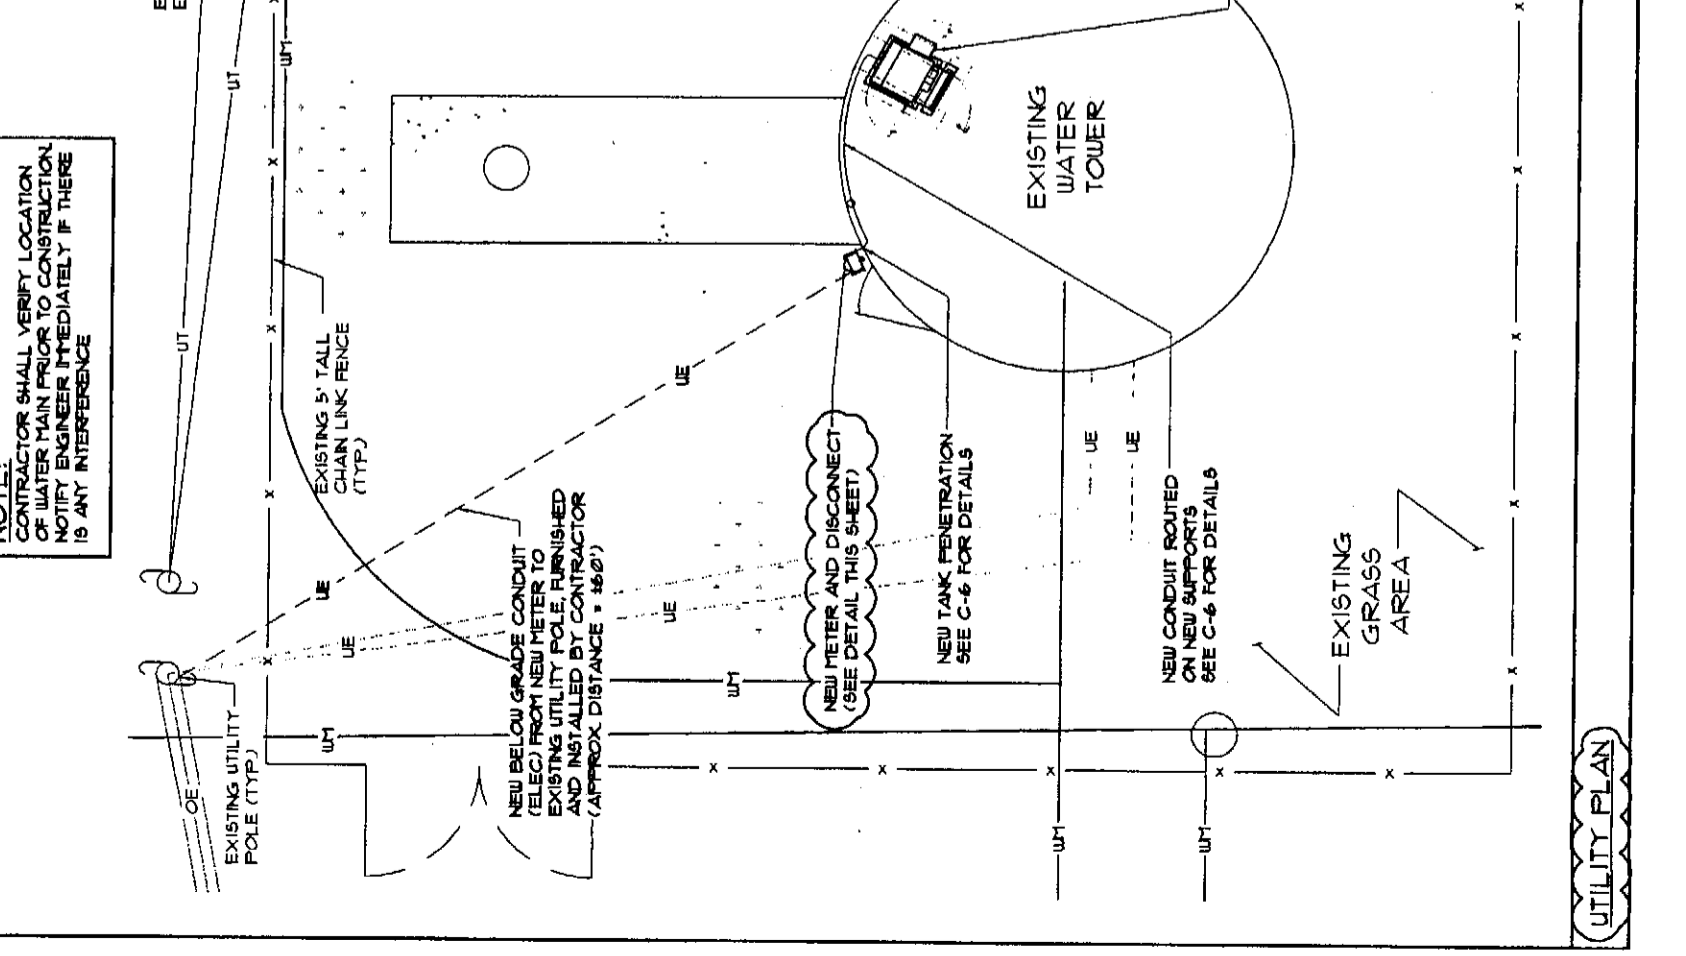 NOTE:
CONTRACTOR SHALL VERIFY LOCATION
OF WATER MAIN PRIOR TO CONSTRUCTION.
NOTIFY ENGINEER IMMEDIATELY IF THERE
IS ANY INTERFERENCE
UT
UT
WM
EXISTING 5' TALL
CHAIN LINK FENCE
(TYP.)
EXISTING
WATER
TOWER
UE
UE
UE
UE
UE
UE
OE
EXISTING UTILITY
POLE (TYP.)
WM
WM
WM
WM
NEW BELOW GRADE CONDUIT
(ELEC) FROM NEW METER TO
EXISTING UTILITY POLE, FURNISHED
AND INSTALLED BY CONTRACTOR
(APPROX. DISTANCE = ±60')
NEW METER AND DISCONNECT
(SEE DETAIL THIS SHEET)
NEW TANK PENETRATION
SEE C-6 FOR DETAILS
NEW CONDUIT ROUTED
ON NEW SUPPORTS
SEE C-6 FOR DETAILS
EXISTING
GRASS
AREA
UTILITY PLAN